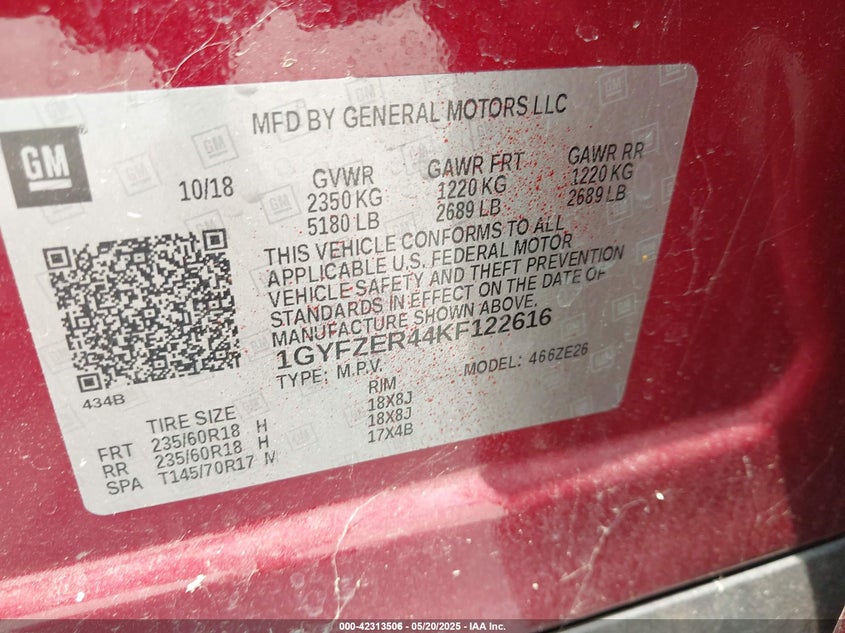 MFD BY GENERAL MOTORS LLC
GM
10/18
GVWR
2350 KG
5180 LB
GAWR FRT
1220 KG
2689 LB
GAWR RR
1220 KG
2689 LB
THIS VEHICLE CONFORMS TO ALL
APPLICABLE U.S. FEDERAL MOTOR
VEHICLE SAFETY AND THEFT PREVENTION
STANDARDS IN EFFECT ON THE DATE OF
MANUFACTURE SHOWN ABOVE.
1GYFZER44KF122616
TYPE: M.P.V. MODEL: 466ZE26
434B
TIRE SIZE RIM
FRT 235/60R18 H 18X8J
RR 235/60R18 H 18X8J
SPA T145/70R17 M 17X4B
000-42313506 - 05/20/2025 - IAA Inc.